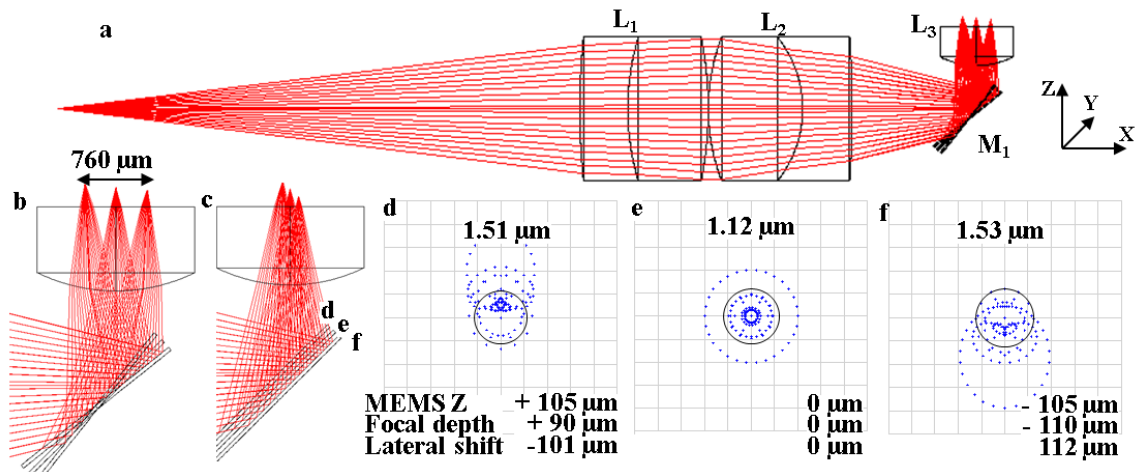 a
L1
L2
L3
M1
Z
Y
X
760 μm
b
c
d
e
f
d
1.51 μm
MEMS Z + 105 μm
Focal depth + 90 μm
Lateral shift -101 μm
e
1.12 μm
0 μm
0 μm
0 μm
f
1.53 μm
- 105 μm
- 110 μm
112 μm